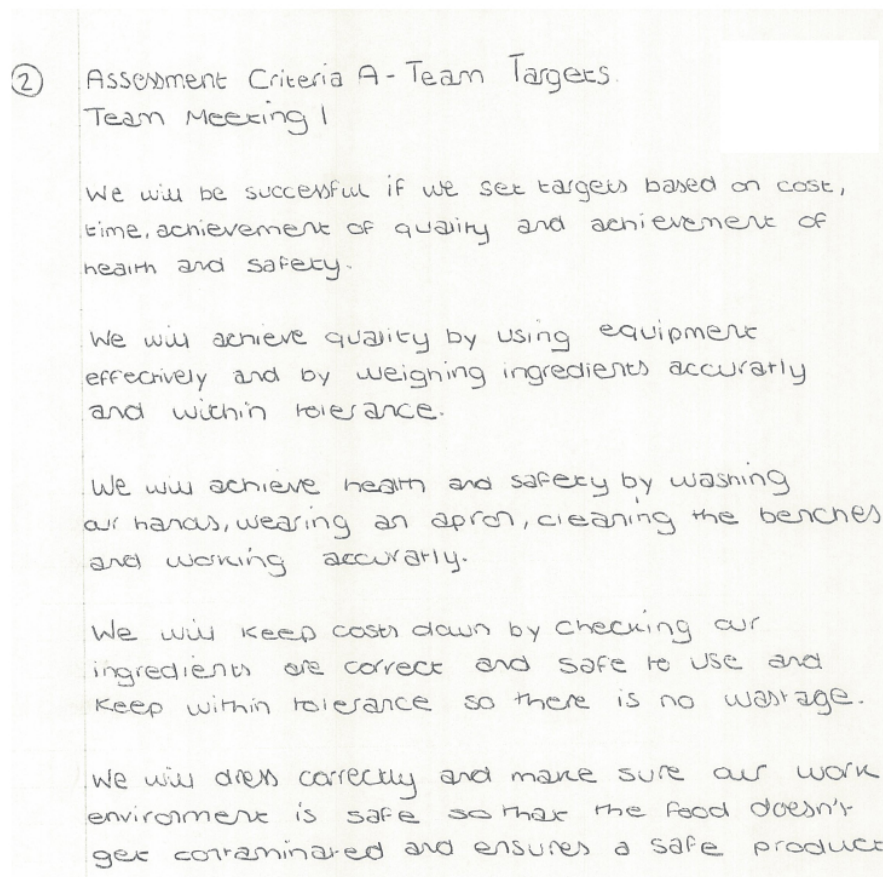 2 Assessment Criteria A - Team Targets.
Team Meeting 1
We will be successful if we set targets based on cost,
time, achievement of quality and achievement of
health and safety.
We will achieve quality by using equipment
effectively and by weighing ingredients accuratly
and within tolerance.
We will achieve health and safety by washing
our hands, wearing an apron, cleaning the benches
and working accuratly.
We will keep costs down by checking our
ingredients are correct and safe to use and
keep within tolerance so there is no wastage.
We will dress correctly and make sure our work
environment is safe so that the food doesn't
get contaminated and ensures a safe product